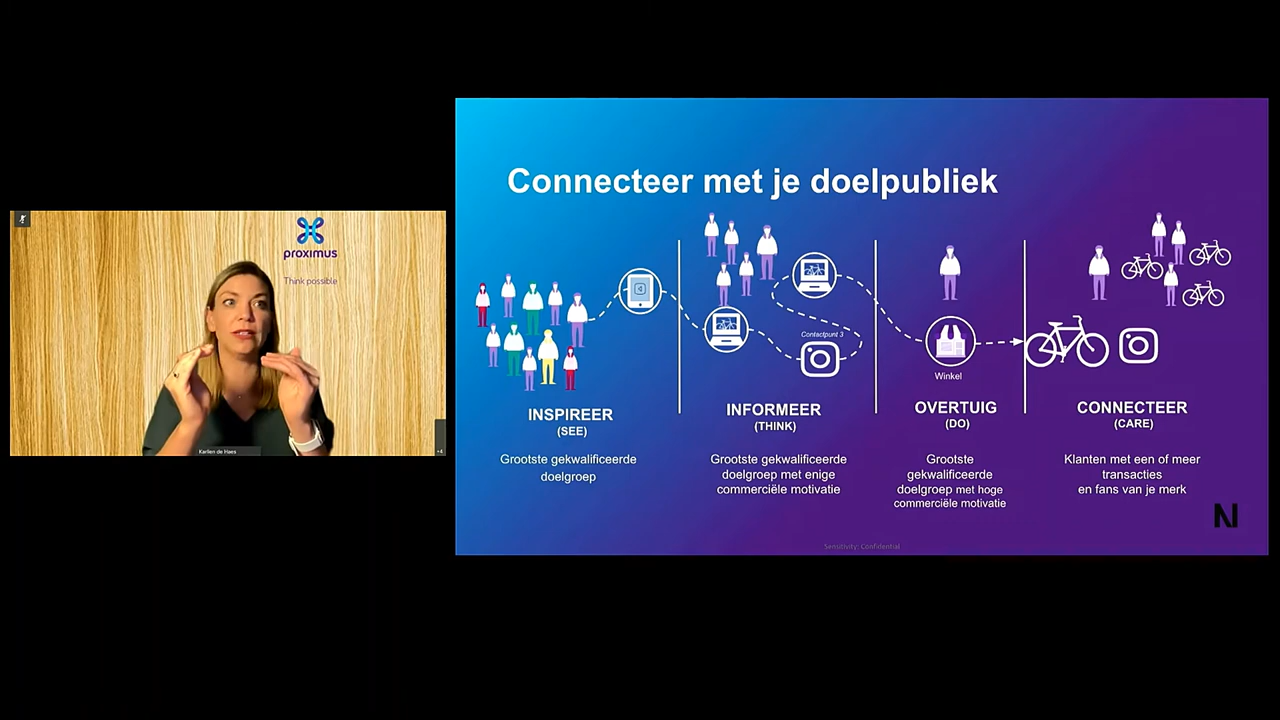 proximus
Think possible
Karlien de Haes
+4
Connecteer met je doelpubliek
Contactpunt 3
Winkel
INSPIREER
(SEE)
Grootste gekwalificeerde
doelgroep
INFORMEER
(THINK)
Grootste gekwalificeerde
doelgroep met enige
commerciële motivatie
OVERTUIG
(DO)
Grootste
gekwalificeerde
doelgroep met hoge
commerciële motivatie
CONNECTEER
(CARE)
Klanten met een of meer
transacties
en fans van je merk
N
Sensitivity: Confidential